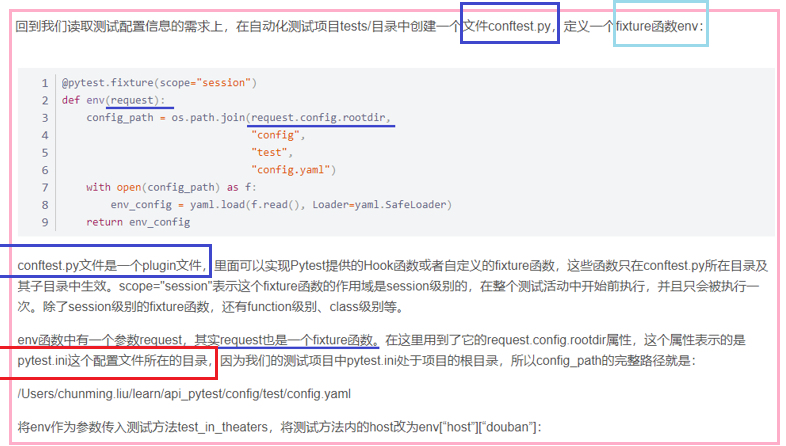 回到我们读取测试配置信息的需求上，在自动化测试项目tests/目录中创建一个文件conftest.py，定义一个fixture函数env：
1 @pytest.fixture(scope="session")
2 def env(request):
3     config_path = os.path.join(request.config.rootdir,
4                                "config",
5                                "test",
6                                "config.yaml")
7     with open(config_path) as f:
8         env_config = yaml.load(f.read(), Loader=yaml.SafeLoader)
9     return env_config
conftest.py文件是一个plugin文件，里面可以实现Pytest提供的Hook函数或者自定义的fixture函数，这些函数只在conftest.py所在目录及
其子目录中生效。scope="session"表示这个fixture函数的作用域是session级别的，在整个测试活动中开始前执行，并且只会被执行一
次。除了session级别的fixture函数，还有function级别、class级别等。
env函数中有一个参数request，其实request也是一个fixture函数。在这里用到了它的request.config.rootdir属性，这个属性表示的是
pytest.ini这个配置文件所在的目录，因为我们的测试项目中pytest.ini处于项目的根目录，所以config_path的完整路径就是：
/Users/chunming.liu/learn/api_pytest/config/test/config.yaml
将env作为参数传入测试方法test_in_theaters，将测试方法内的host改为env[“host”][“douban”]：